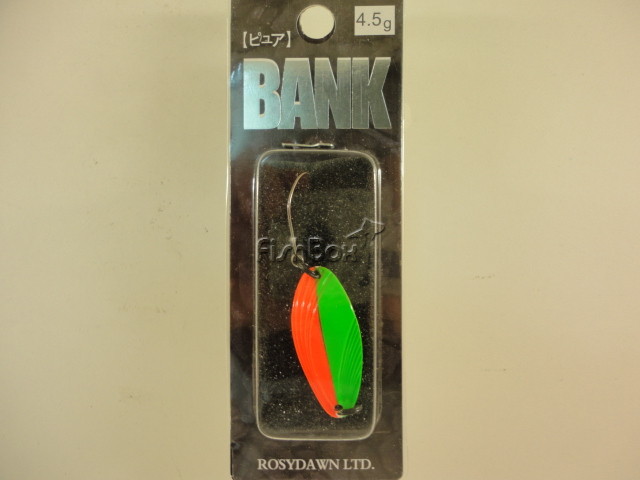 4.5g
【ピュア】
BANK
FishBox
ROSYDAWN LTD.